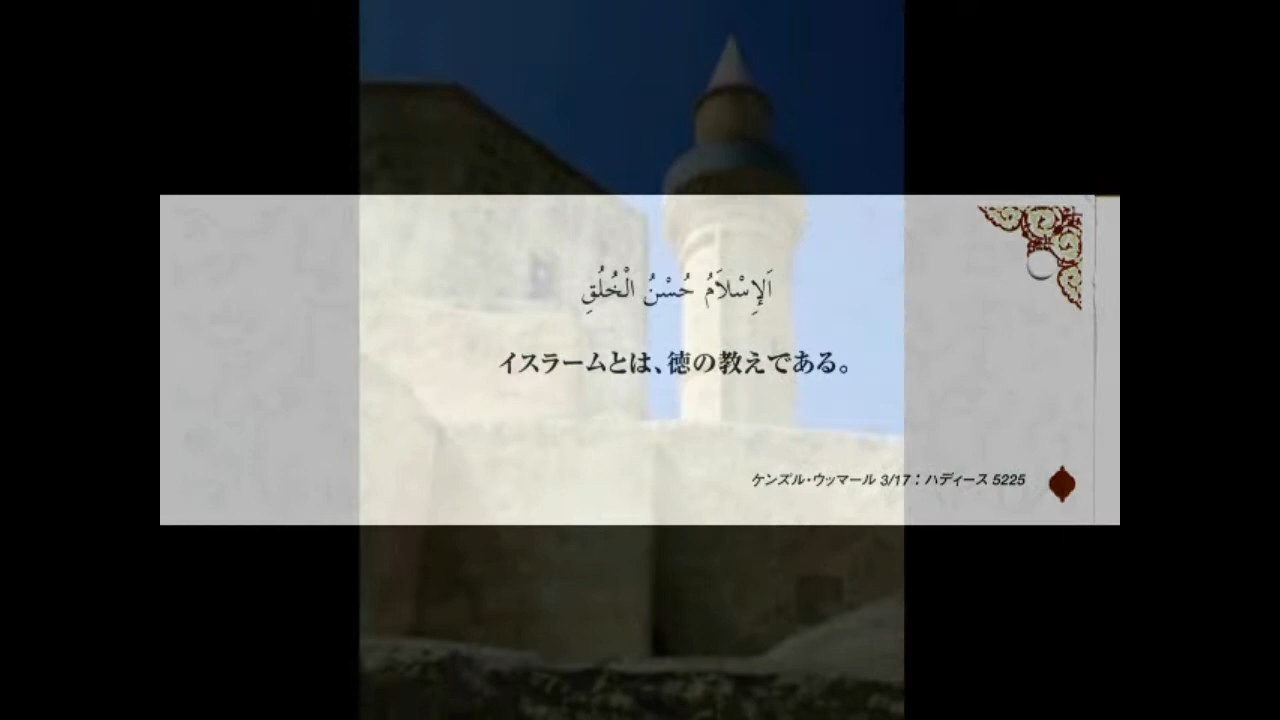 اَلإِسْلاَمُ حُسْنُ الْخُلُقِ
イスラームとは、徳の教えである。
ケンズル・ウッマール 3/17：ハディース 5225